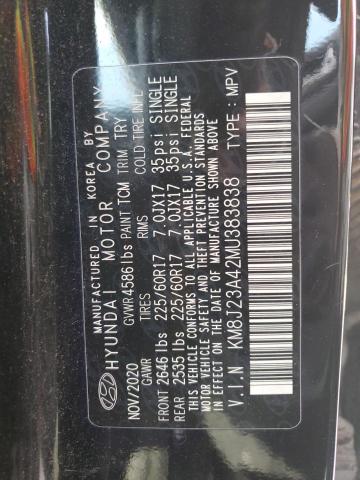 MANUFACTURED IN KOREA BY
HYUNDAI MOTOR COMPANY
NOV/2020 GVWR 4586 lbs PAINT TCM TRIM TRY
GAWR TIRES RIMS COLD TIRE INFL
FRONT 2646 lbs 225/60R17 7.0JX17 35psi SINGLE
REAR 2535 lbs 225/60R17 7.0JX17 35psi SINGLE
THIS VEHICLE CONFORMS TO ALL APPLICABLE U.S.A. FEDERAL
MOTOR VEHICLE SAFETY AND THEFT PREVENTION STANDARDS
IN EFFECT ON THE DATE OF MANUFACTURE SHOWN ABOVE
V.I.N KM8JZ3A42MU383838 TYPE : MPV